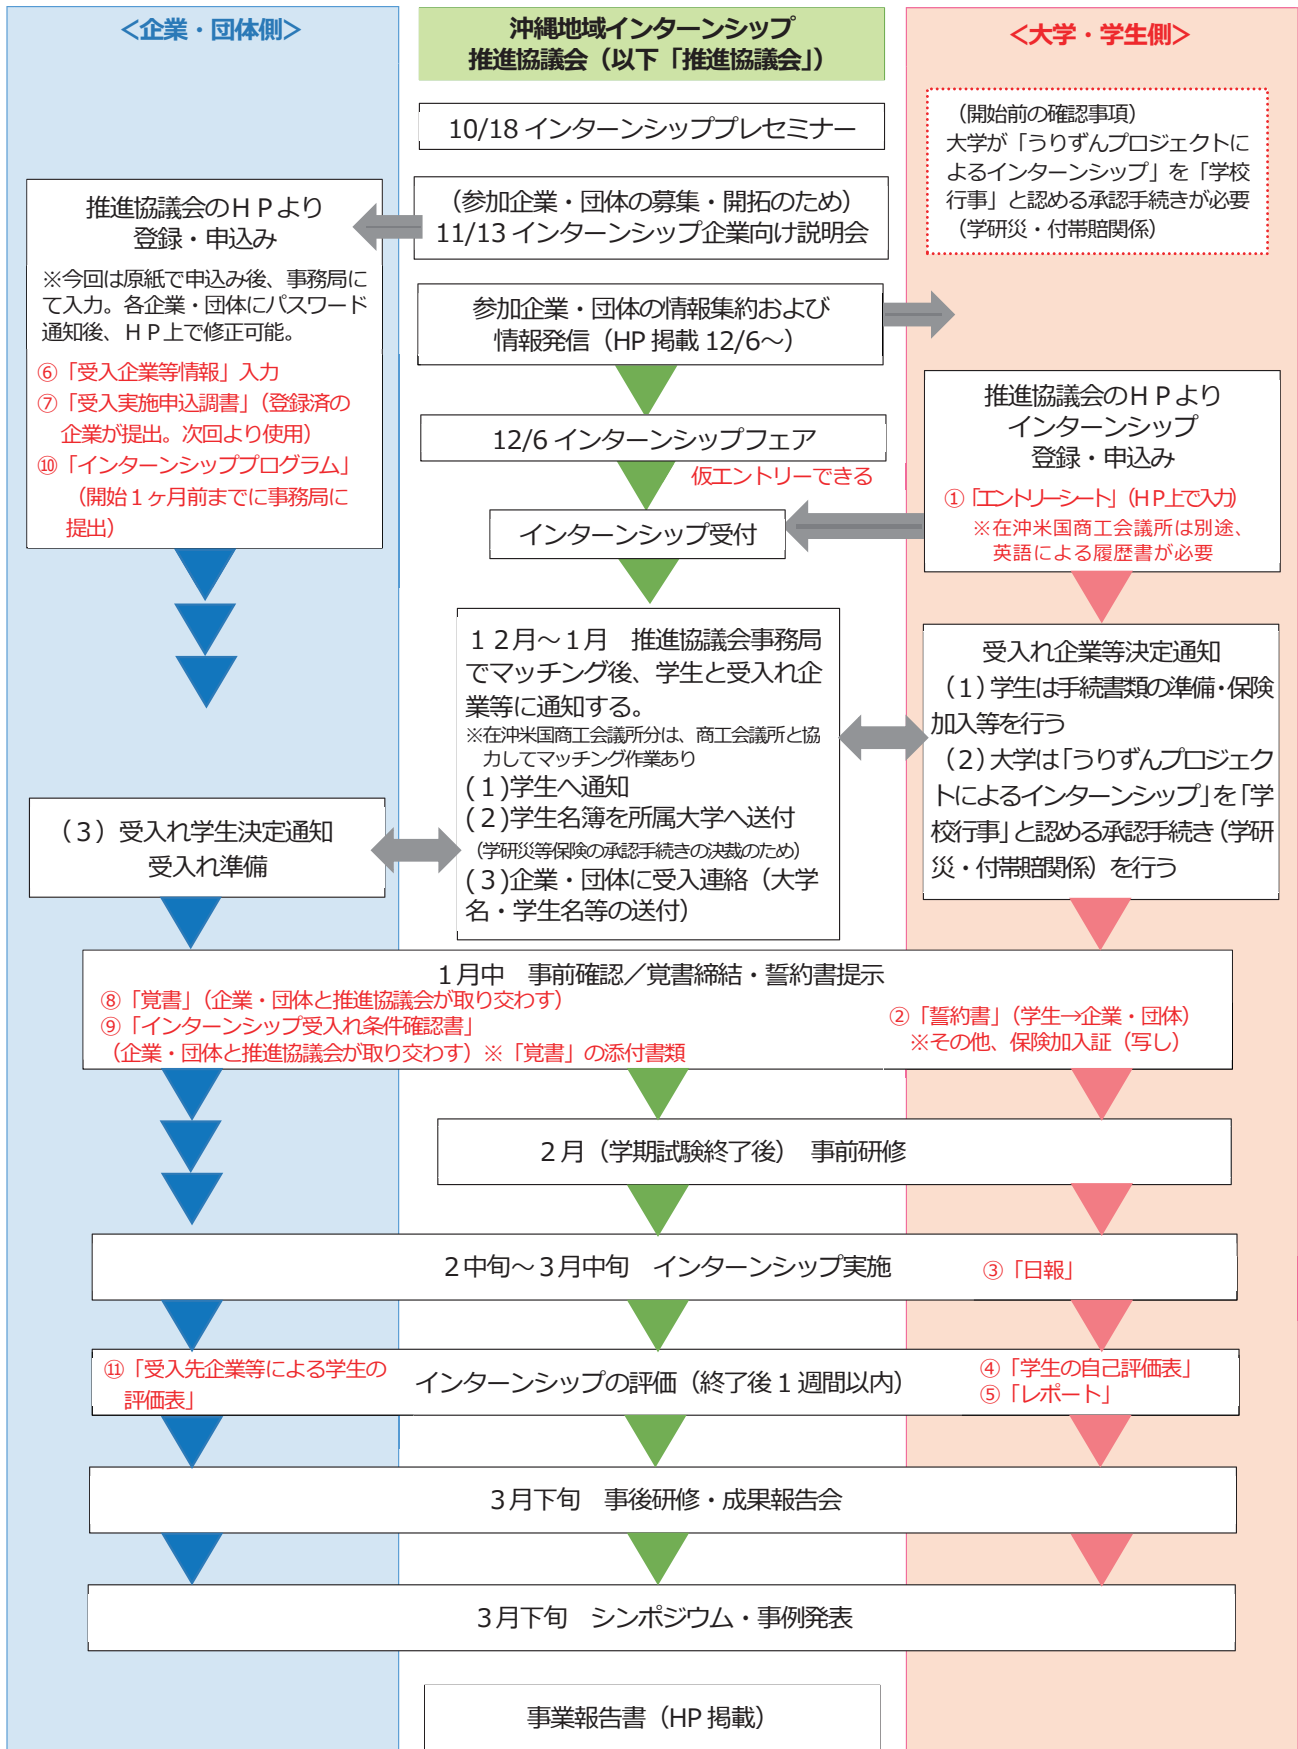 ＜企業・団体側＞
沖縄地域インターンシップ
推進協議会（以下「推進協議会」）
＜大学・学生側＞
10/18 インターンシッププレセミナー
（開始前の確認事項）
大学が「うりずんプロジェクトに
よるインターンシップ」を「学校
行事」と認める承認手続きが必要
（学研災・付帯賠関係）
（参加企業・団体の募集・開拓のため）
11/13 インターンシップ企業向け説明会
推進協議会のＨＰより
登録・申込み
※今回は原紙で申込み後、事務局に
て入力。各企業・団体にパスワード
通知後、ＨＰ上で修正可能。
⑥「受入企業等情報」入力
⑦「受入実施申込調書」（登録済の
企業が提出。次回より使用）
⑩「インターンシッププログラム」
（開始１ヶ月前までに事務局に
提出）
参加企業・団体の情報集約および
情報発信（HP 掲載 12/6～）
12/6 インターンシップフェア
仮エントリーできる
インターンシップ受付
推進協議会のＨＰより
インターンシップ
登録・申込み
①「エントリーシート」（ＨＰ上で入力）
※在沖米国商工会議所は別途、
英語による履歴書が必要
１２月～１月　推進協議会事務局
でマッチング後、学生と受入れ企
業等に通知する。
※在沖米国商工会議所分は、商工会議所と協
力してマッチング作業あり
(１)学生へ通知
(２)学生名簿を所属大学へ送付
（学研災等保険の承認手続きの決裁のため）
(３)企業・団体に受入連絡（大学
名・学生名等の送付）
受入れ企業等決定通知
（１）学生は手続書類の準備・保険
加入等を行う
（２）大学は「うりずんプロジェク
トによるインターンシップ」を「学
校行事」と認める承認手続き（学研
災・付帯賠関係）を行う
（３）受入れ学生決定通知
受入れ準備
１月中　事前確認／覚書締結・誓約書提示
⑧「覚書」（企業・団体と推進協議会が取り交わす）
⑨「インターンシップ受入れ条件確認書」
（企業・団体と推進協議会が取り交わす）※「覚書」の添付書類
②「誓約書」（学生→企業・団体）
※その他、保険加入証（写し）
２月（学期試験終了後）　事前研修
２中旬～３月中旬　インターンシップ実施
③「日報」
⑪「受入先企業等による学生の
評価表」
インターンシップの評価（終了後１週間以内）
④「学生の自己評価表」
⑤「レポート」
３月下旬　事後研修・成果報告会
３月下旬　シンポジウム・事例発表
事業報告書（HP 掲載）